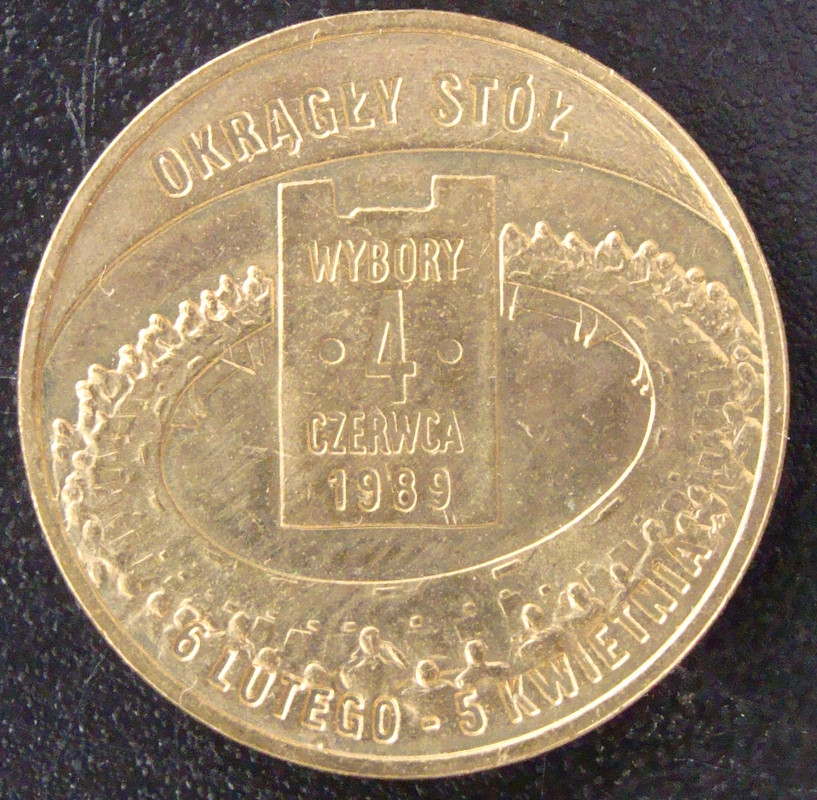 OKRĄGŁY STÓŁ
WYBORY
· 4 ·
CZERWCA
1989
6 LUTEGO - 5 KWIETNIA